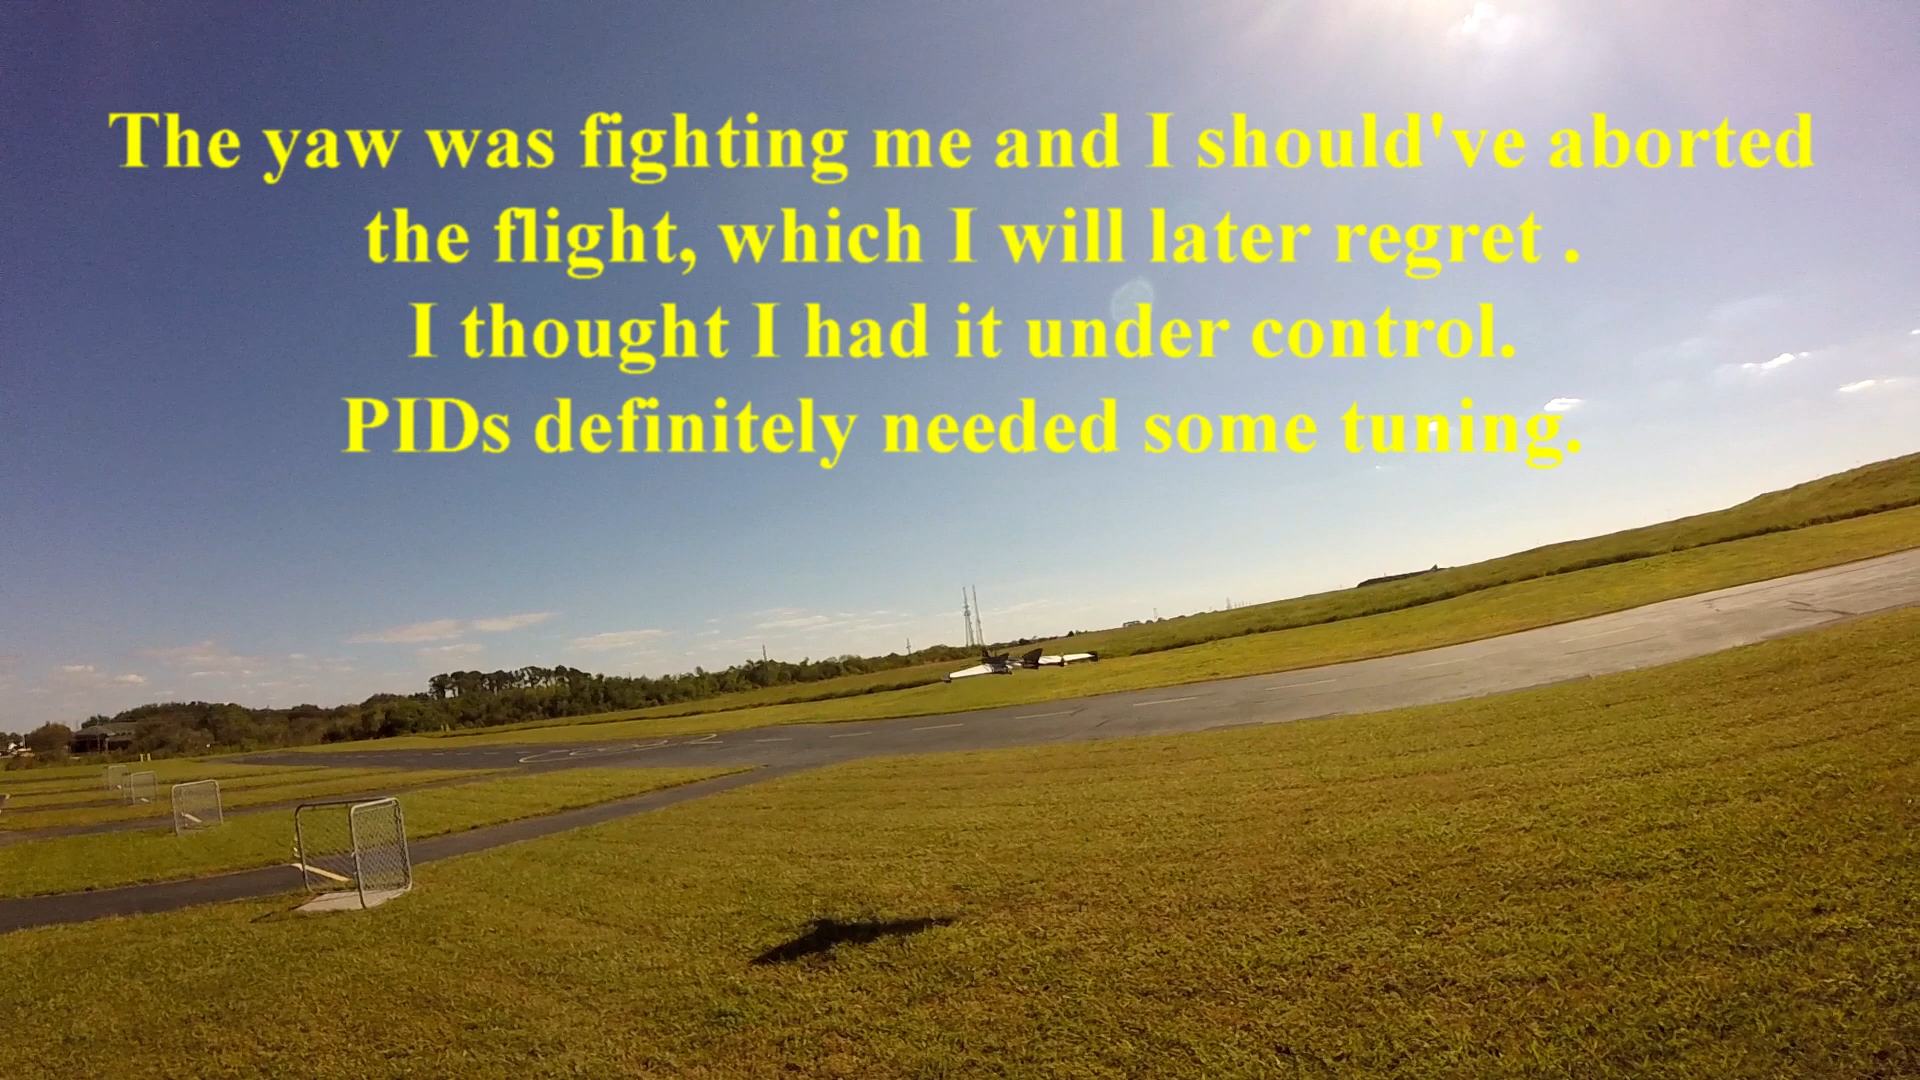 The yaw was fighting me and I should've aborted
the flight, which I will later regret .
I thought I had it under control.
PIDs definitely needed some tuning.